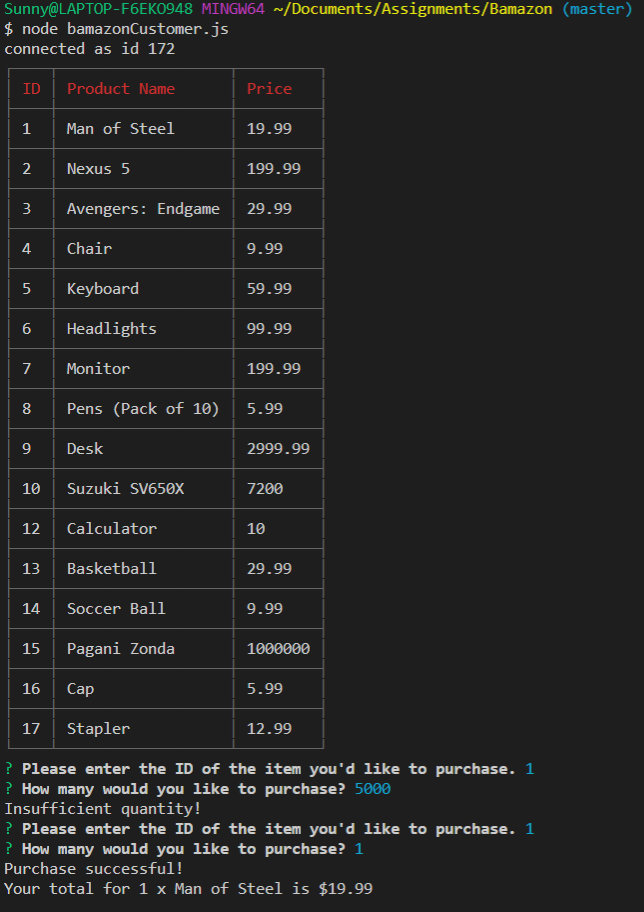 Sunny@LAPTOP-F6EKO948 MINGW64 ~/Documents/Assignments/Bamazon (master)
$ node bamazonCustomer.js
connected as id 172
ID Product Name Price
1 Man of Steel 19.99
2 Nexus 5 199.99
3 Avengers: Endgame 29.99
4 Chair 9.99
5 Keyboard 59.99
6 Headlights 99.99
7 Monitor 199.99
8 Pens (Pack of 10) 5.99
9 Desk 2999.99
10 Suzuki SV650X 7200
12 Calculator 10
13 Basketball 29.99
14 Soccer Ball 9.99
15 Pagani Zonda 1000000
16 Cap 5.99
17 Stapler 12.99
? Please enter the ID of the item you'd like to purchase. 1
? How many would you like to purchase? 5000
Insufficient quantity!
? Please enter the ID of the item you'd like to purchase. 1
? How many would you like to purchase? 1
Purchase successful!
Your total for 1 x Man of Steel is $19.99